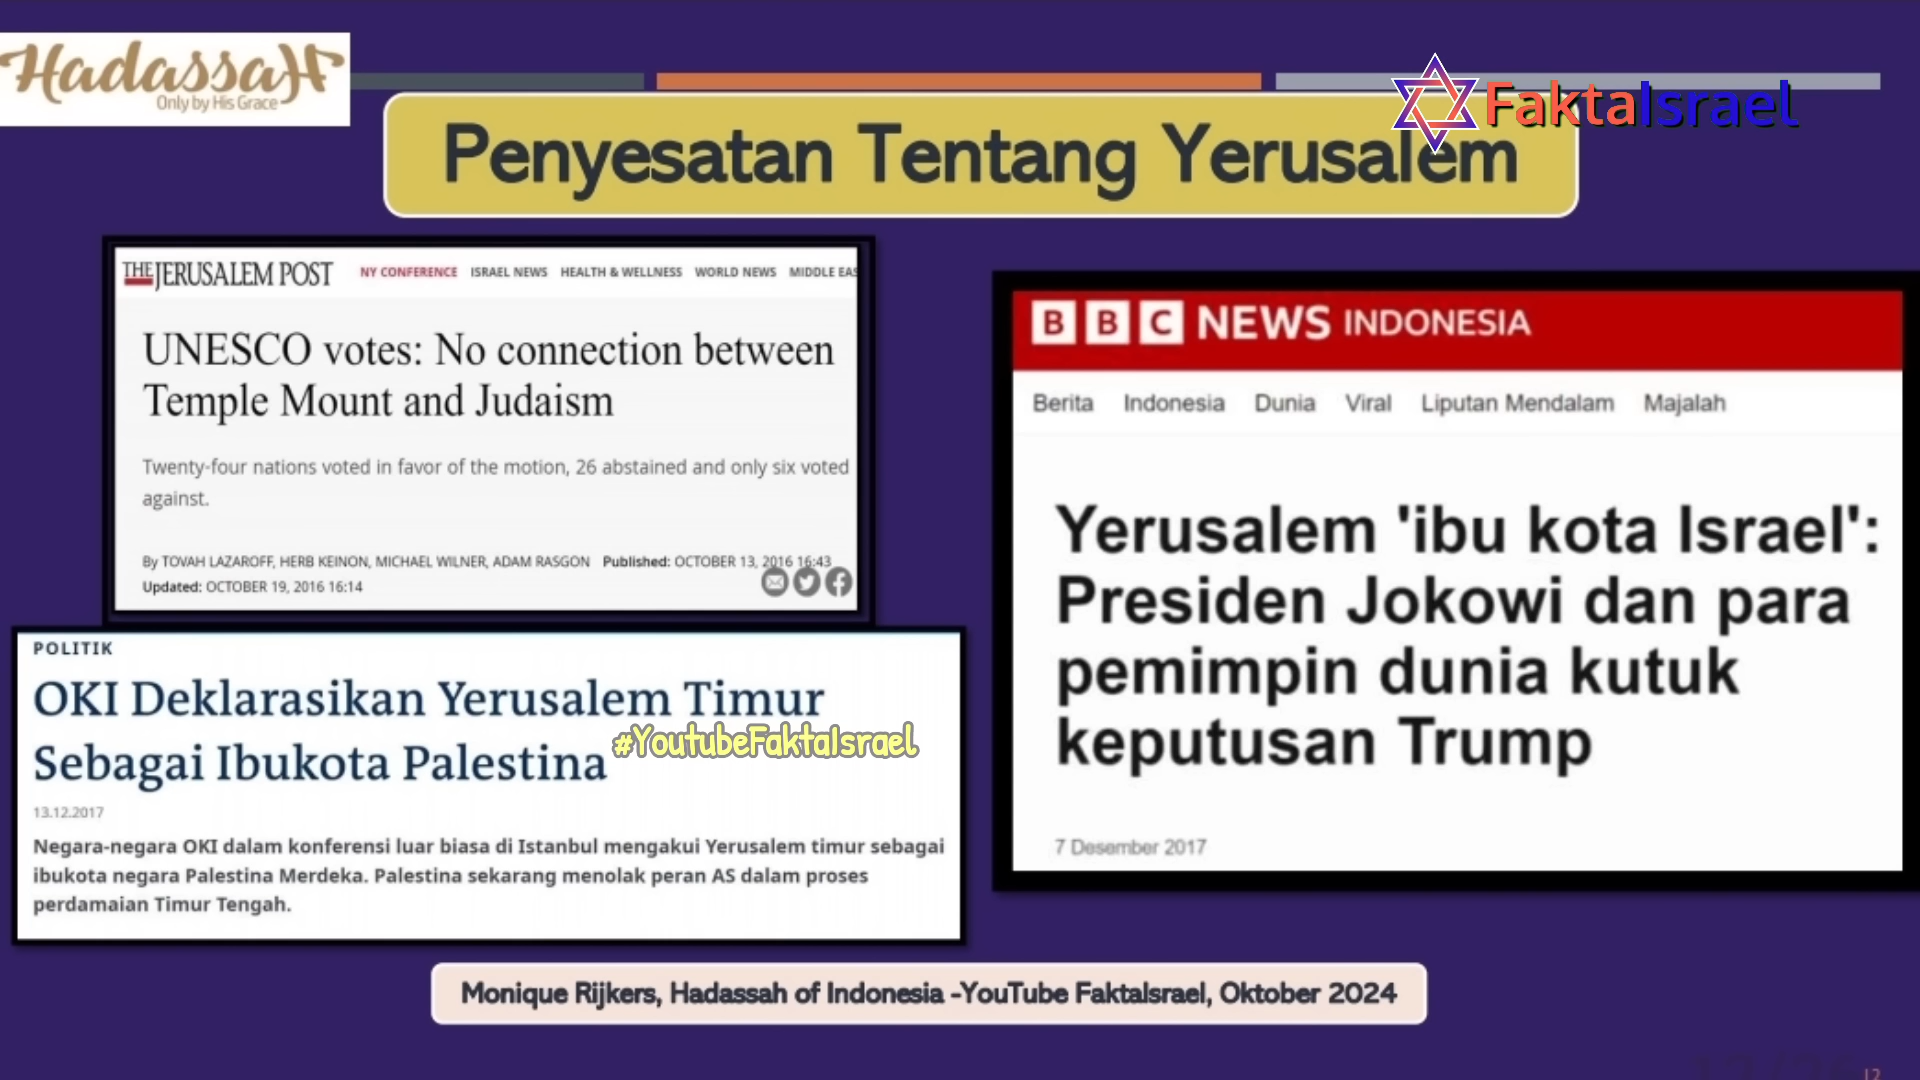 HadassaH
Only by His Grace
FaktaIsrael
Penyesatan Tentang Yerusalem
THE JERUSALEM POST NY CONFERENCE ISRAEL NEWS HEALTH & WELLNESS WORLD NEWS MIDDLE EAS
UNESCO votes: No connection between
Temple Mount and Judaism
Twenty-four nations voted in favor of the motion, 26 abstained and only six voted
against.
By TOVAH LAZAROFF, HERB KEINON, MICHAEL WILNER, ADAM RASGON Published: OCTOBER 13, 2016 16:43
Updated: OCTOBER 19, 2016 16:14
POLITIK
OKI Deklarasikan Yerusalem Timur
Sebagai Ibukota Palestina
#YoutubeFaktaIsrael
13.12.2017
Negara-negara OKI dalam konferensi luar biasa di Istanbul mengakui Yerusalem timur sebagai
ibukota negara Palestina Merdeka. Palestina sekarang menolak peran AS dalam proses
perdamaian Timur Tengah.
BBC NEWS INDONESIA
Berita Indonesia Dunia Viral Liputan Mendalam Majalah
Yerusalem 'ibu kota Israel':
Presiden Jokowi dan para
pemimpin dunia kutuk
keputusan Trump
7 Desember 2017
Monique Rijkers, Hadassah of Indonesia -YouTube FaktaIsrael, Oktober 2024
12